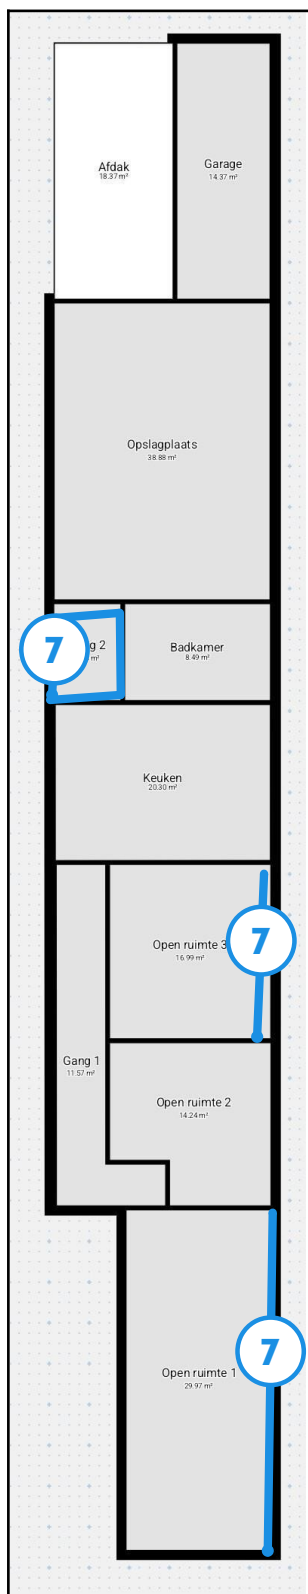 Afdak
18.37 m²
Garage
14.37 m²
Opslagplaats
38.88 m²
7
2
m²
Badkamer
8.49 m²
Keuken
20.30 m²
Open ruimte 3
16.99 m²
7
Gang 1
11.57 m²
Open ruimte 2
14.24 m²
Open ruimte 1
29.97 m²
7